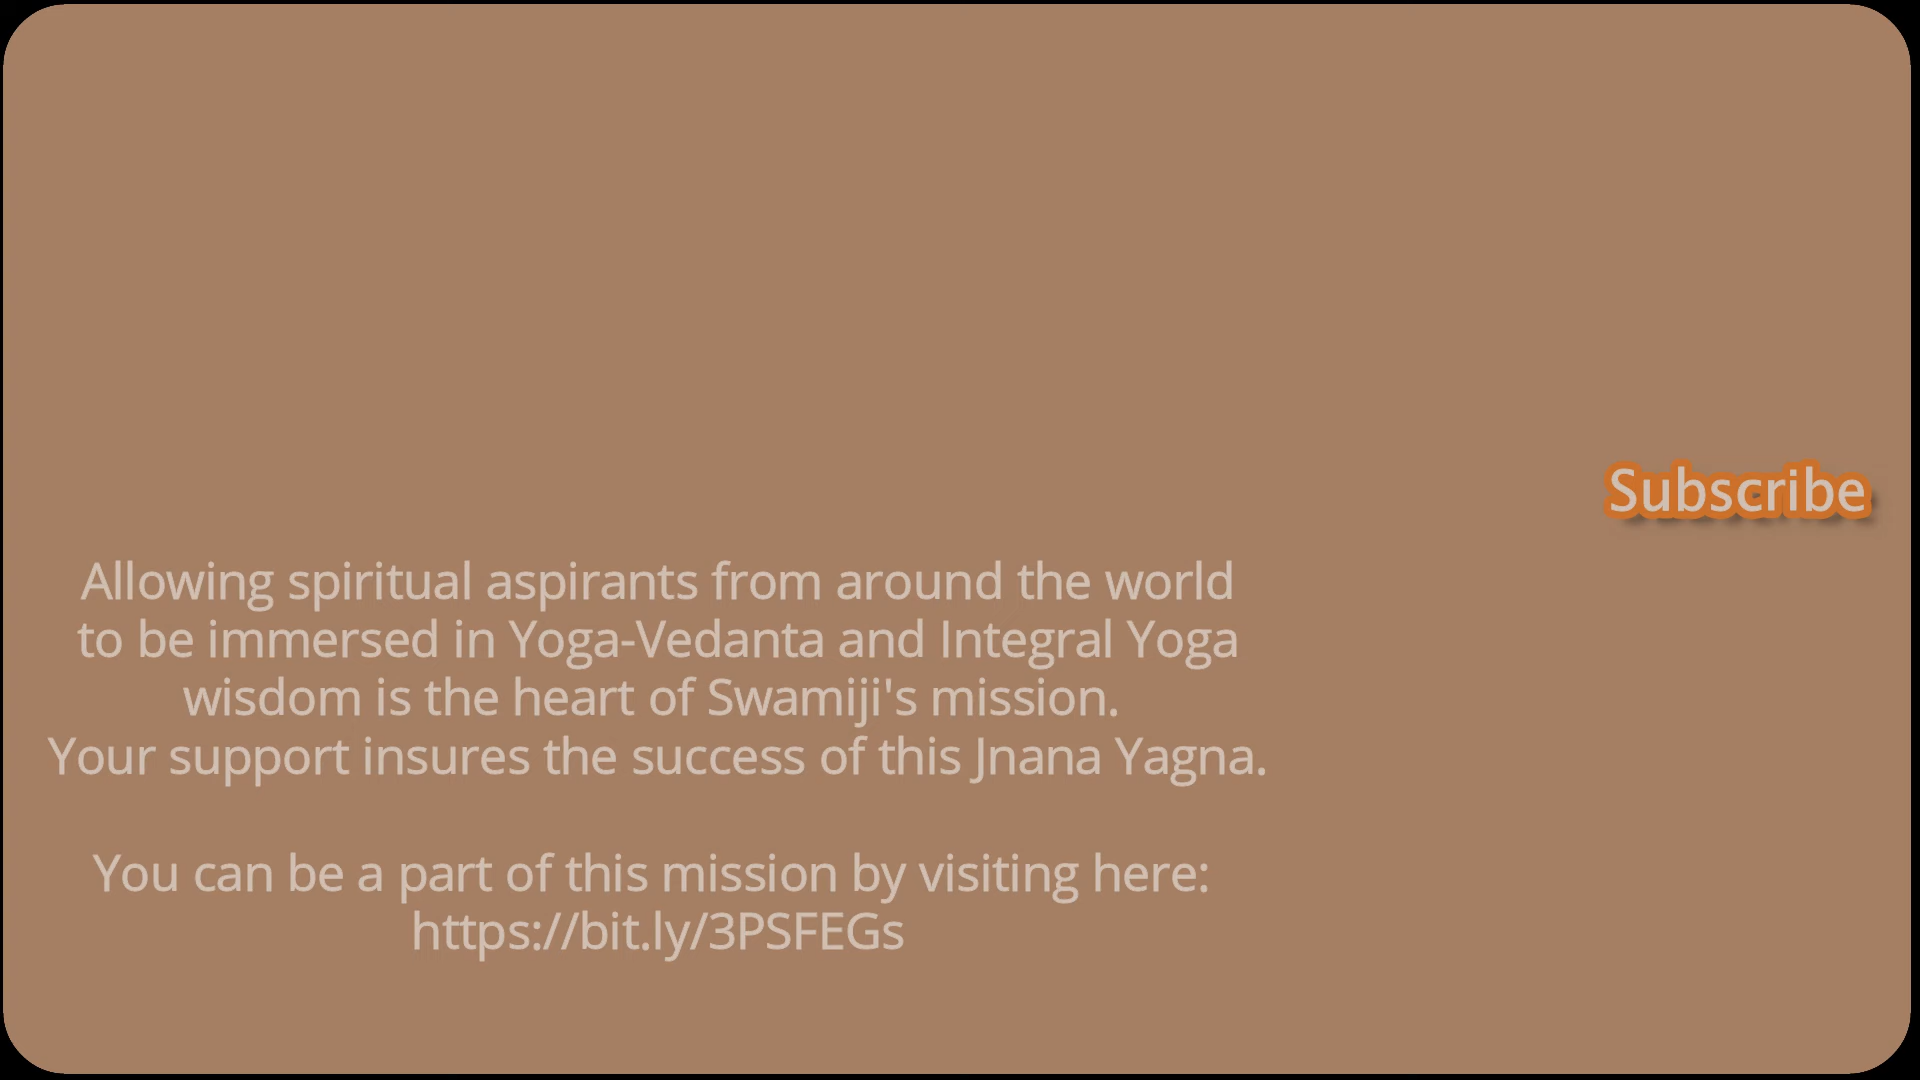 Subscribe
Allowing spiritual aspirants from around the world
to be immersed in Yoga-Vedanta and Integral Yoga
wisdom is the heart of Swamiji's mission.
Your support insures the success of this Jnana Yagna.
You can be a part of this mission by visiting here:
https://bit.ly/3PSFEGs